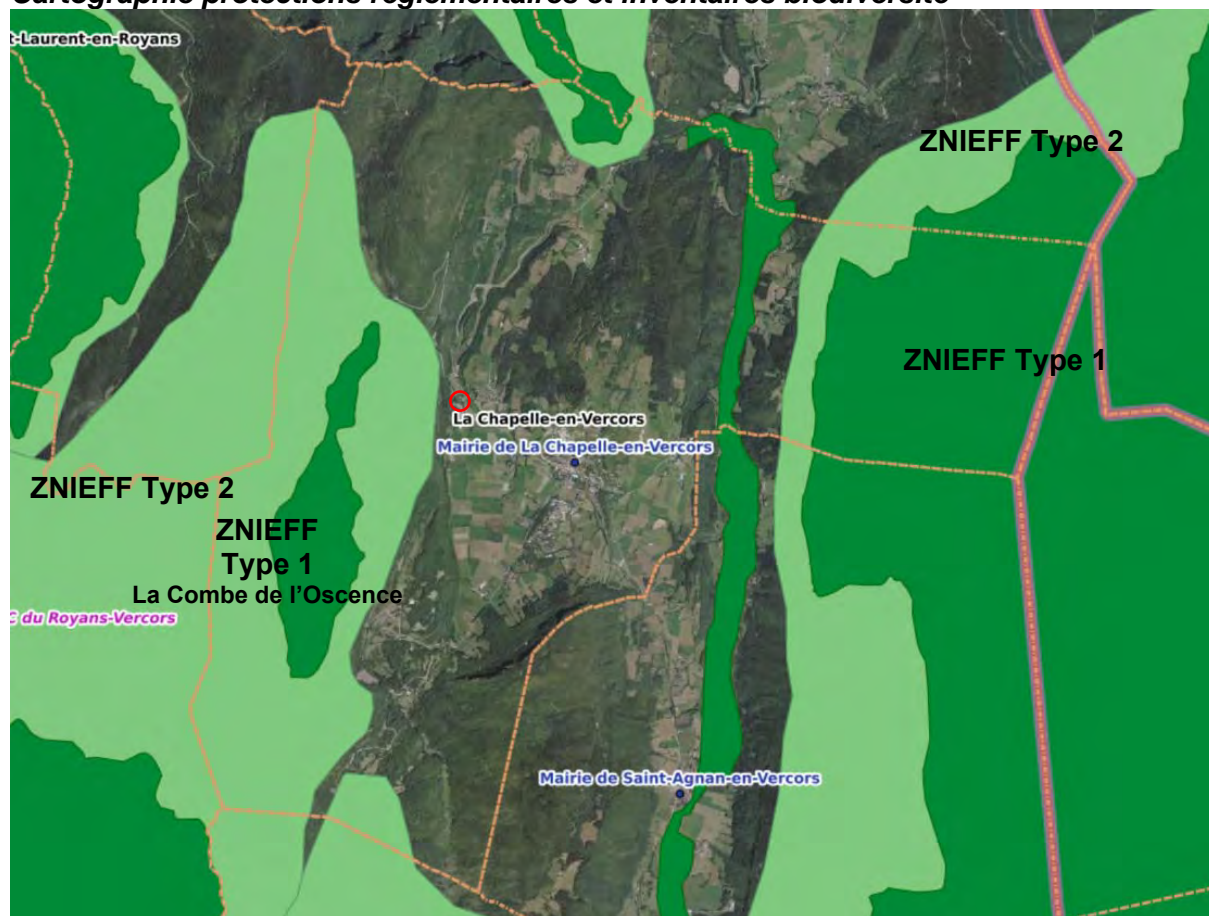 Cartographie protections réglementaires et inventaires biodiversité
t-Laurent-en-Royans
ZNIEFF Type 2
ZNIEFF Type 1
La Chapelle-en-Vercors
Mairie de La Chapelle-en-Vercors
ZNIEFF Type 2
ZNIEFF
Type 1
La Combe de l'Oscence
C du Royans-Vercors
Mairie de Saint-Agnan-en-Vercors